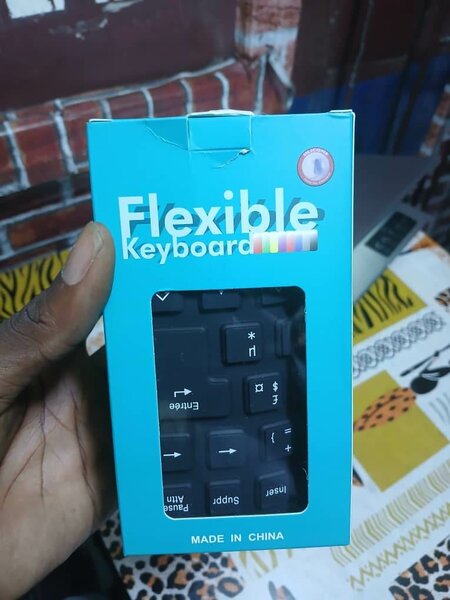 Flexible
Keyboard
*
µ
¤ $
£
Entrée
} =
+
Pause
Attn
Suppr
Inser
MADE IN CHINA